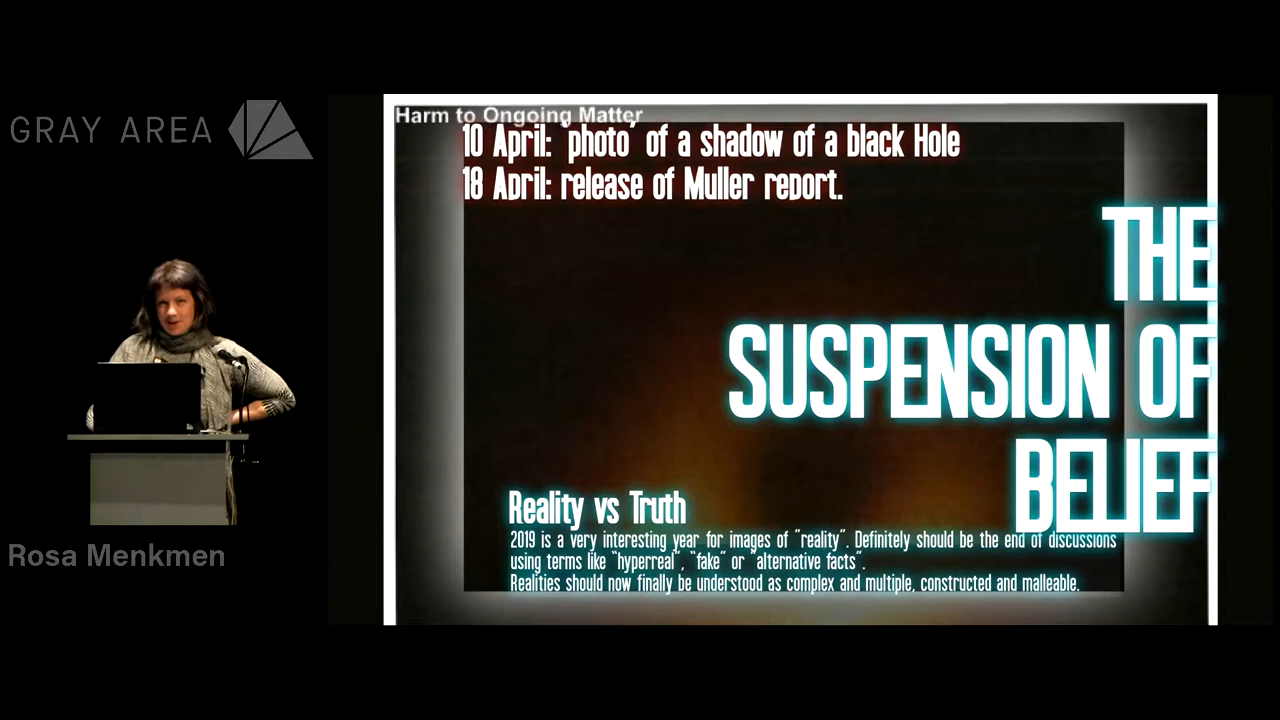 GRAY AREA
Harm to Ongoing Matter
10 April: 'photo' of a shadow of a black Hole
18 April: release of Muller report.
THE
SUSPENSION OF
BELIEF
Reality vs Truth
2019 is a very interesting year for images of "reality". Definitely should be the end of discussions
using terms like "hyperreal", "fake" or "alternative facts".
Realities should now finally be understood as complex and multiple, constructed and malleable.
Rosa Menkmen